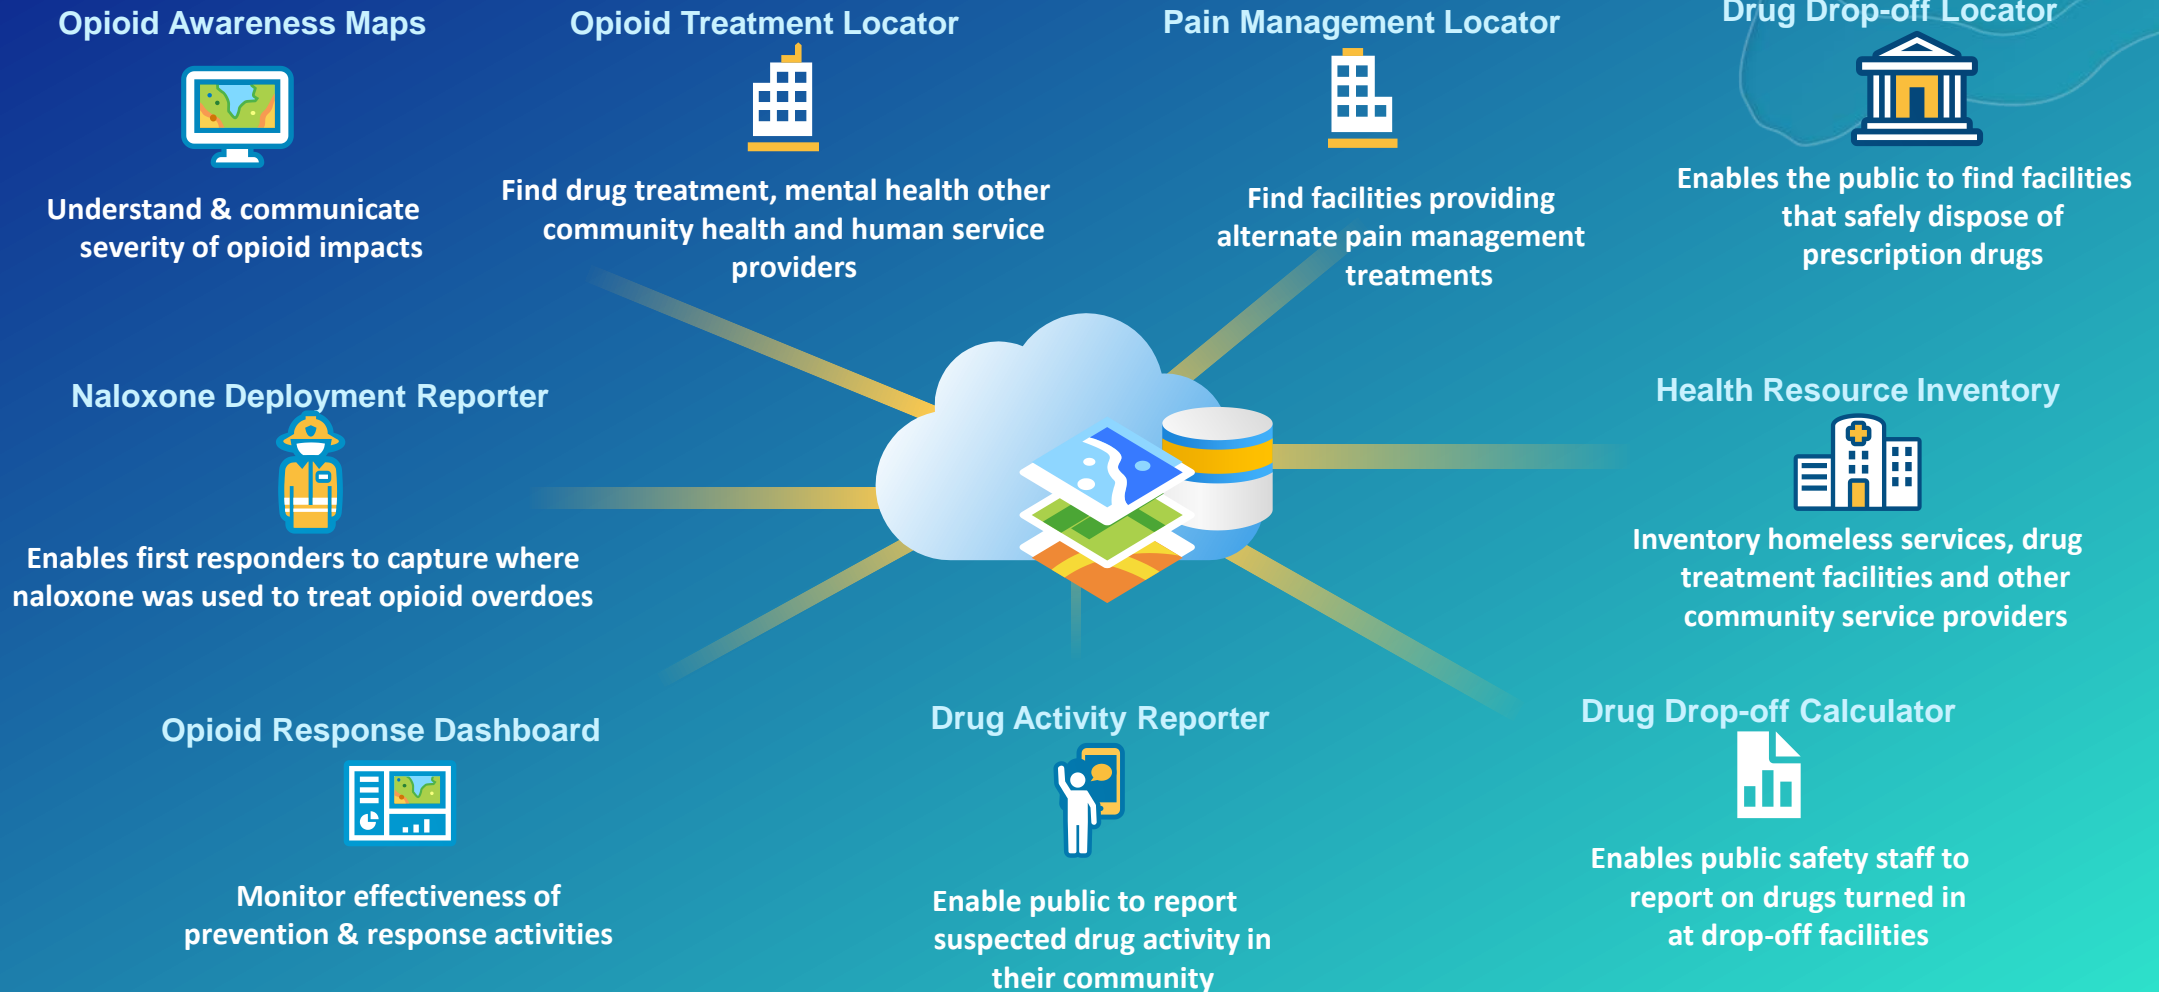 Opioid Awareness Maps
Understand & communicate
severity of opioid impacts
Opioid Treatment Locator
Find drug treatment, mental health other
community health and human service
providers
Pain Management Locator
Find facilities providing
alternate pain management
treatments
Drug Drop-off Locator
Enables the public to find facilities
that safely dispose of
prescription drugs
Naloxone Deployment Reporter
Enables first responders to capture where
naloxone was used to treat opioid overdoes
Health Resource Inventory
Inventory homeless services, drug
treatment facilities and other
community service providers
Opioid Response Dashboard
Monitor effectiveness of
prevention & response activities
Drug Activity Reporter
Enable public to report
suspected drug activity in
their community
Drug Drop-off Calculator
Enables public safety staff to
report on drugs turned in
at drop-off facilities